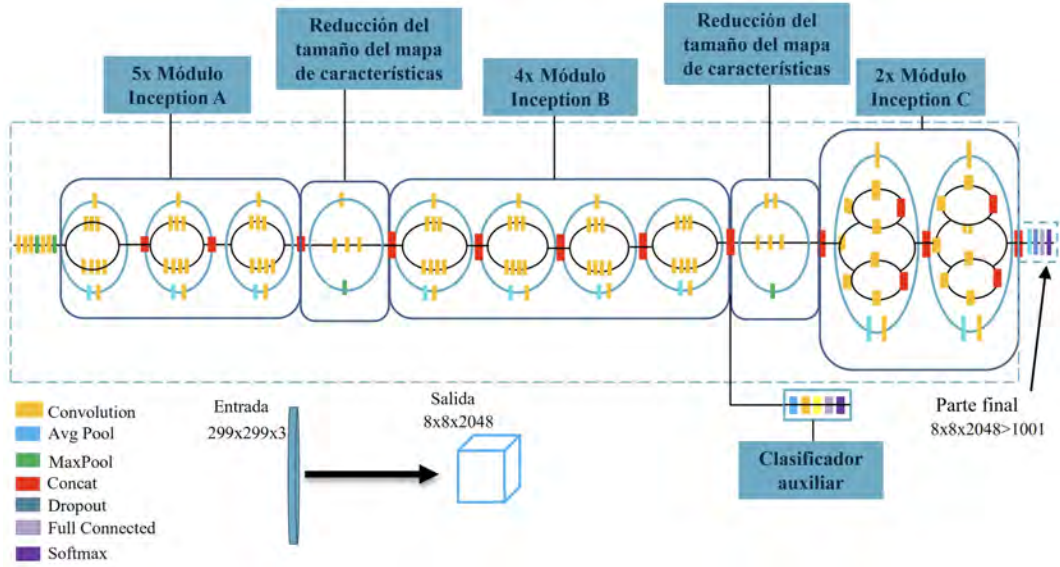 5x Módulo
Inception A
Reducción del
tamaño del mapa
de características
4x Módulo
Inception B
Reducción del
tamaño del mapa
de características
2x Módulo
Inception C
Convolution
Avg Pool
MaxPool
Concat
Dropout
Full Connected
Softmax
Entrada
299x299x3
Salida
8x8x2048
Clasificador
auxiliar
Parte final
8x8x2048>1001